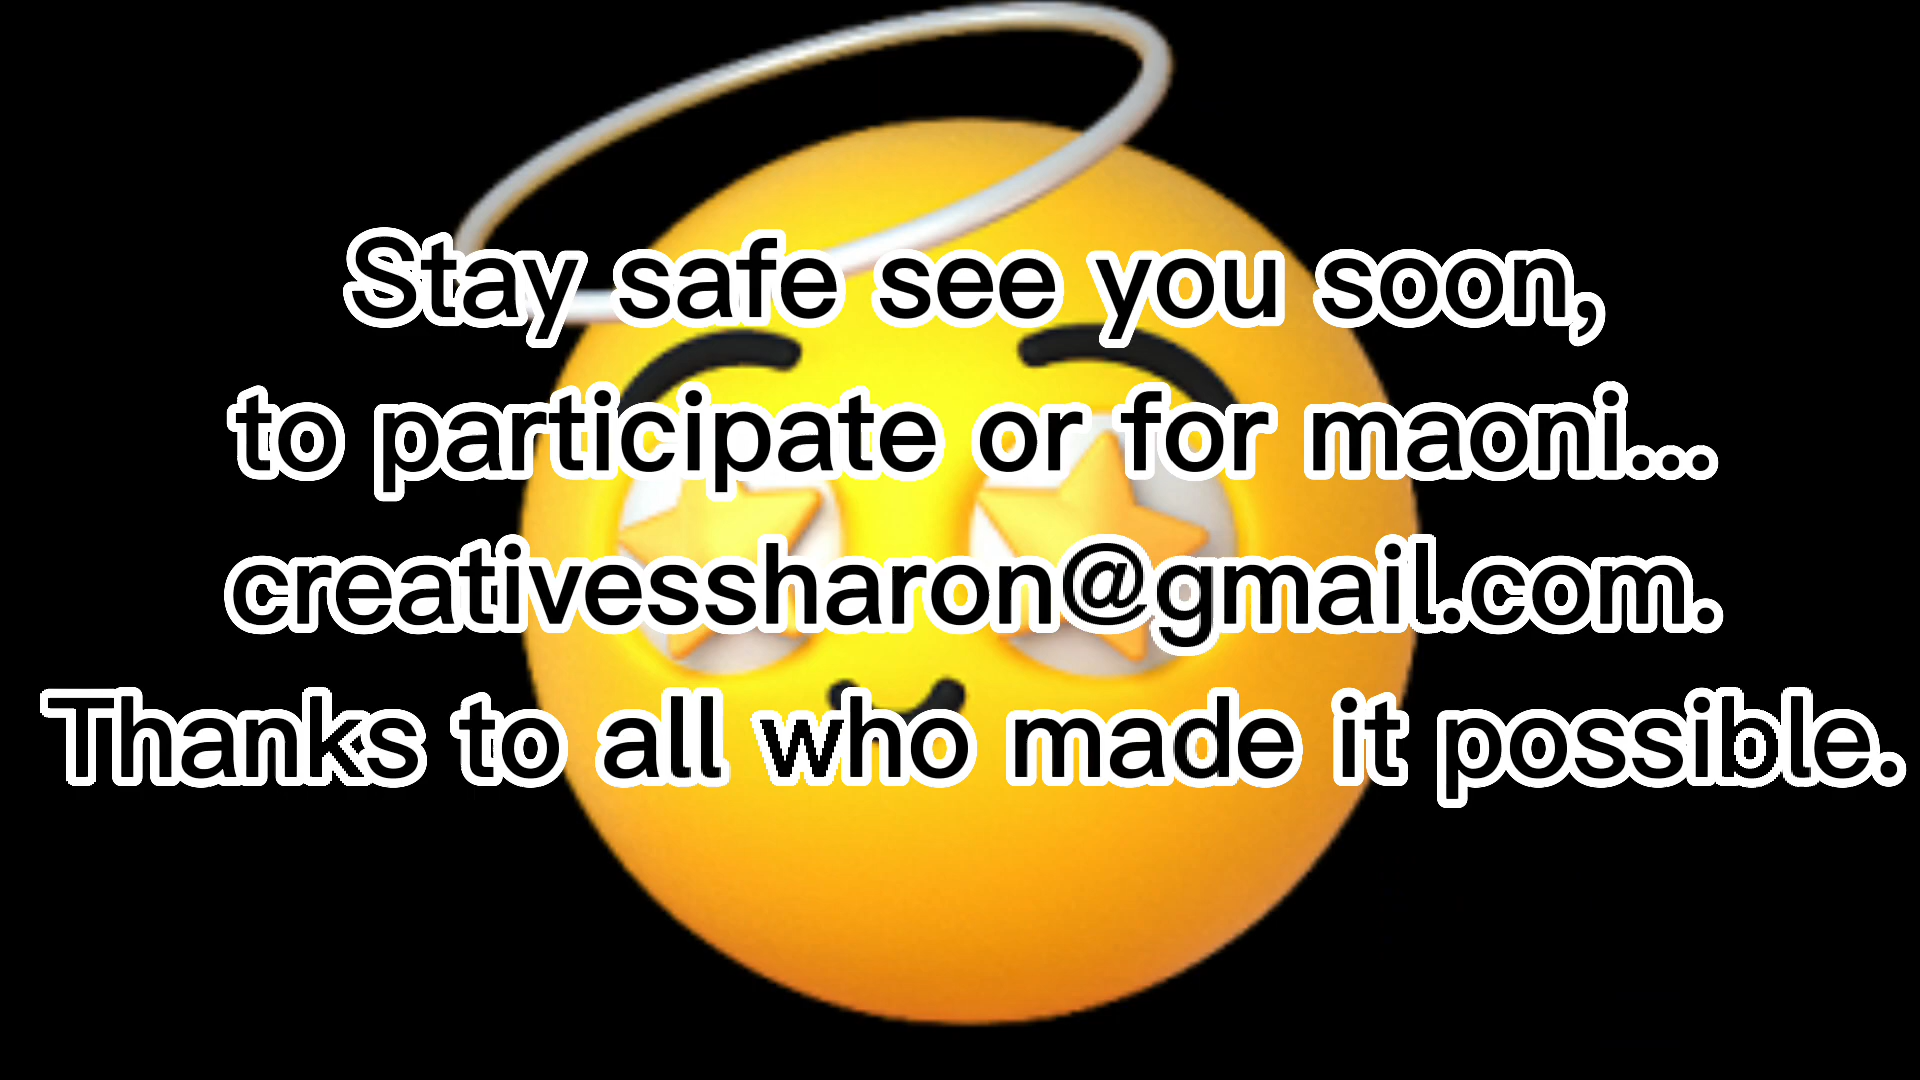 Stay safe see you soon,
to participate or for maoni...
creativessharon@gmail.com.
Thanks to all who made it possible.